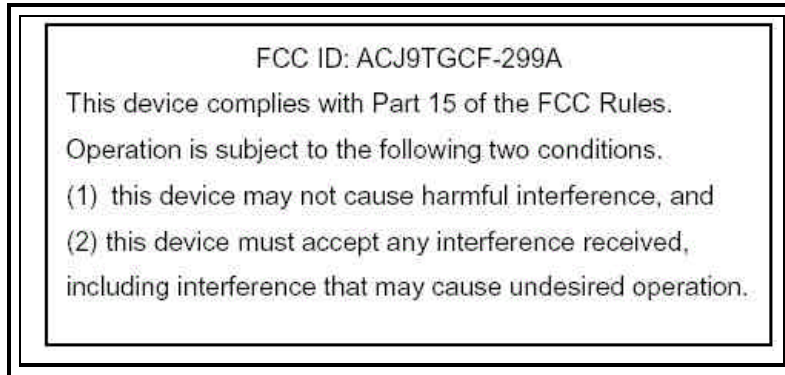 FCC ID: ACJ9TGCF-299A
This device complies with Part 15 of the FCC Rules.
Operation is subject to the following two conditions.
(1) this device may not cause harmful interference, and
(2) this device must accept any interference received,
including interference that may cause undesired operation.